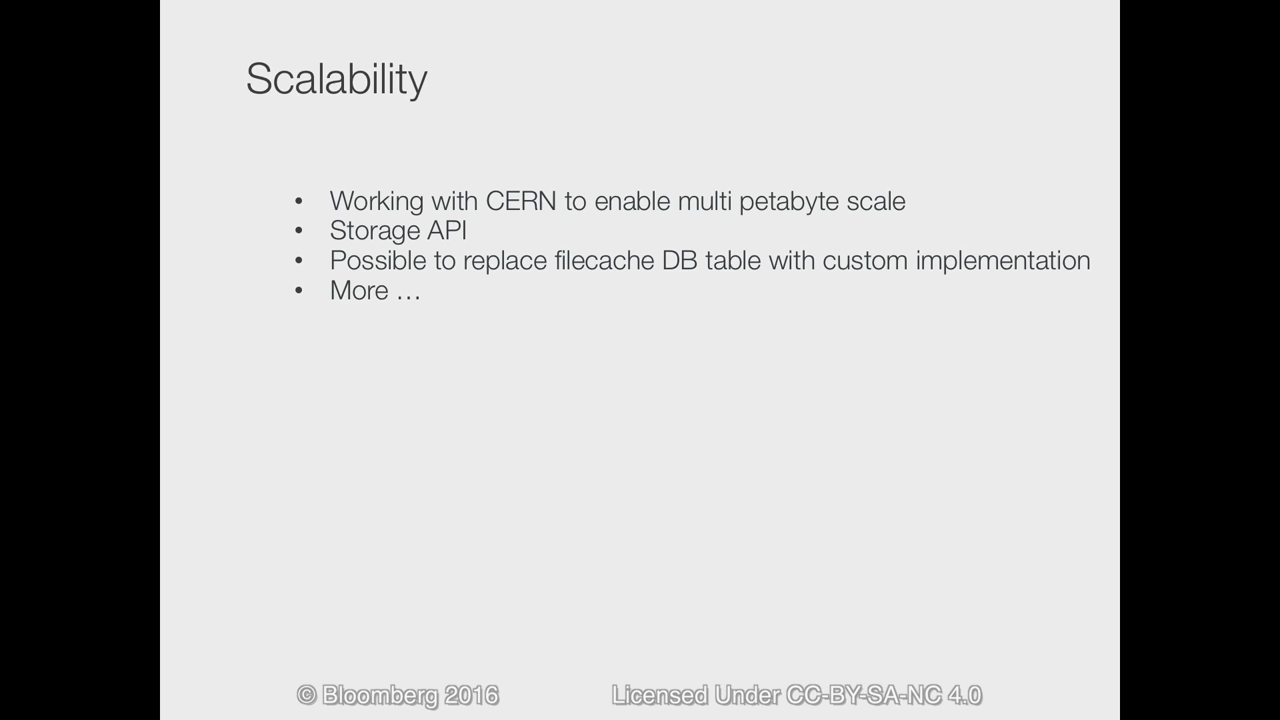 Scalability
• Working with CERN to enable multi petabyte scale
• Storage API
• Possible to replace filecache DB table with custom implementation
• More …
© Bloomberg 2016 Licensed Under CC-BY-SA-NC 4.0